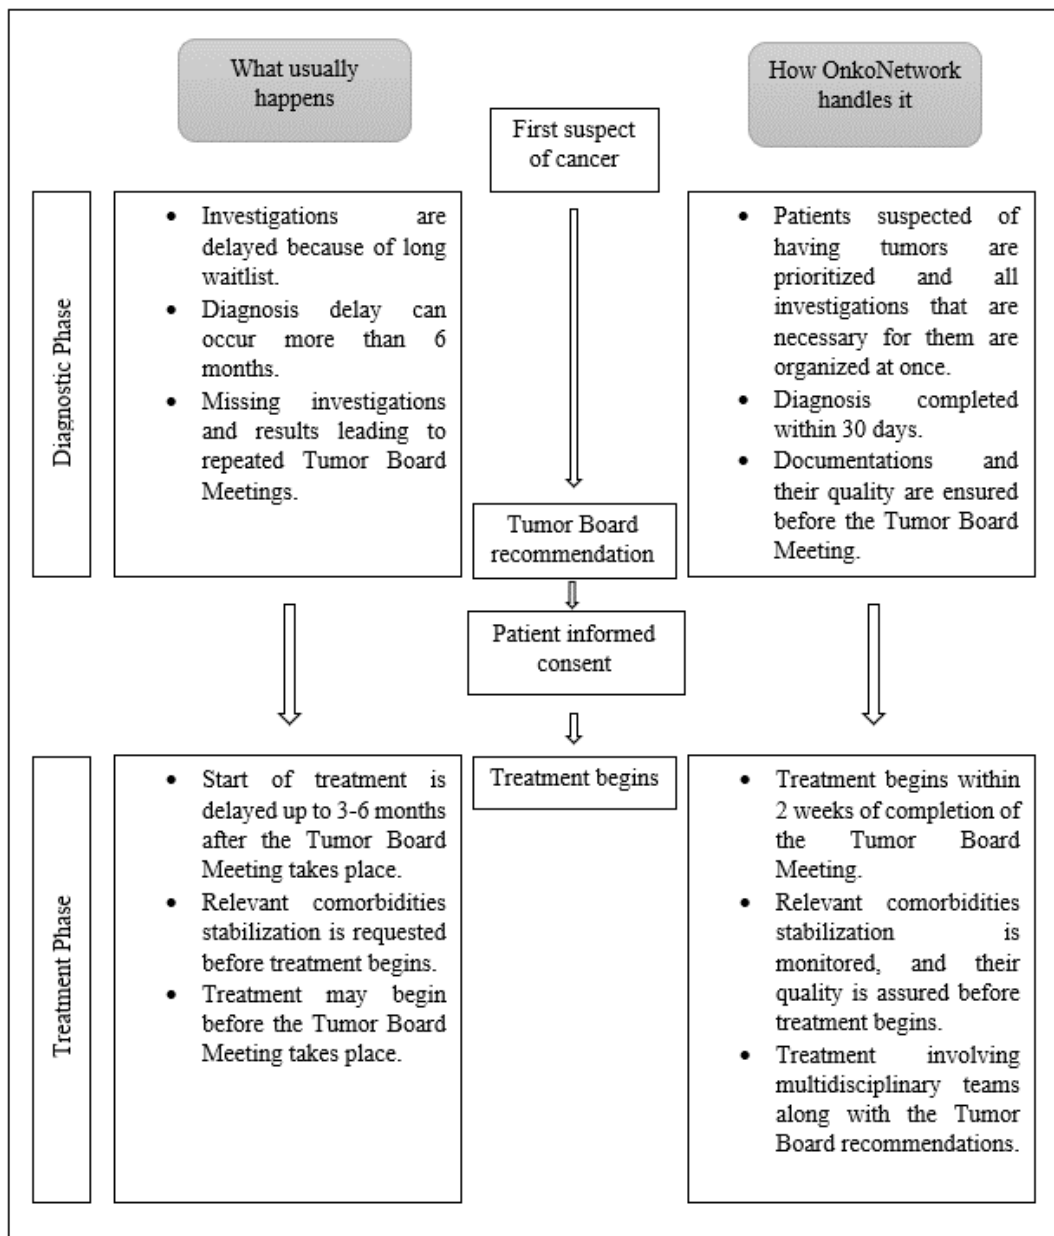 What usually
happens
How OnkoNetwork
handles it
First suspect
of cancer
Diagnostic Phase
• Investigations are
delayed because of long
waitlist.
• Diagnosis delay can
occur more than 6
months.
• Missing investigations
and results leading to
repeated Tumor Board
Meetings.
• Patients suspected of
having tumors are
prioritized and all
investigations that are
necessary for them are
organized at once.
• Diagnosis completed
within 30 days.
• Documentations and
their quality are ensured
before the Tumor Board
Meeting.
Tumor Board
recommendation
Patient informed
consent
Treatment begins
Treatment Phase
• Start of treatment is
delayed up to 3-6 months
after the Tumor Board
Meeting takes place.
• Relevant comorbidities
stabilization is requested
before treatment begins.
• Treatment may begin
before the Tumor Board
Meeting takes place.
• Treatment begins within
2 weeks of completion of
the Tumor Board
Meeting.
• Relevant comorbidities
stabilization is
monitored, and their
quality is assured before
treatment begins.
• Treatment involving
multidisciplinary teams
along with the Tumor
Board recommendations.